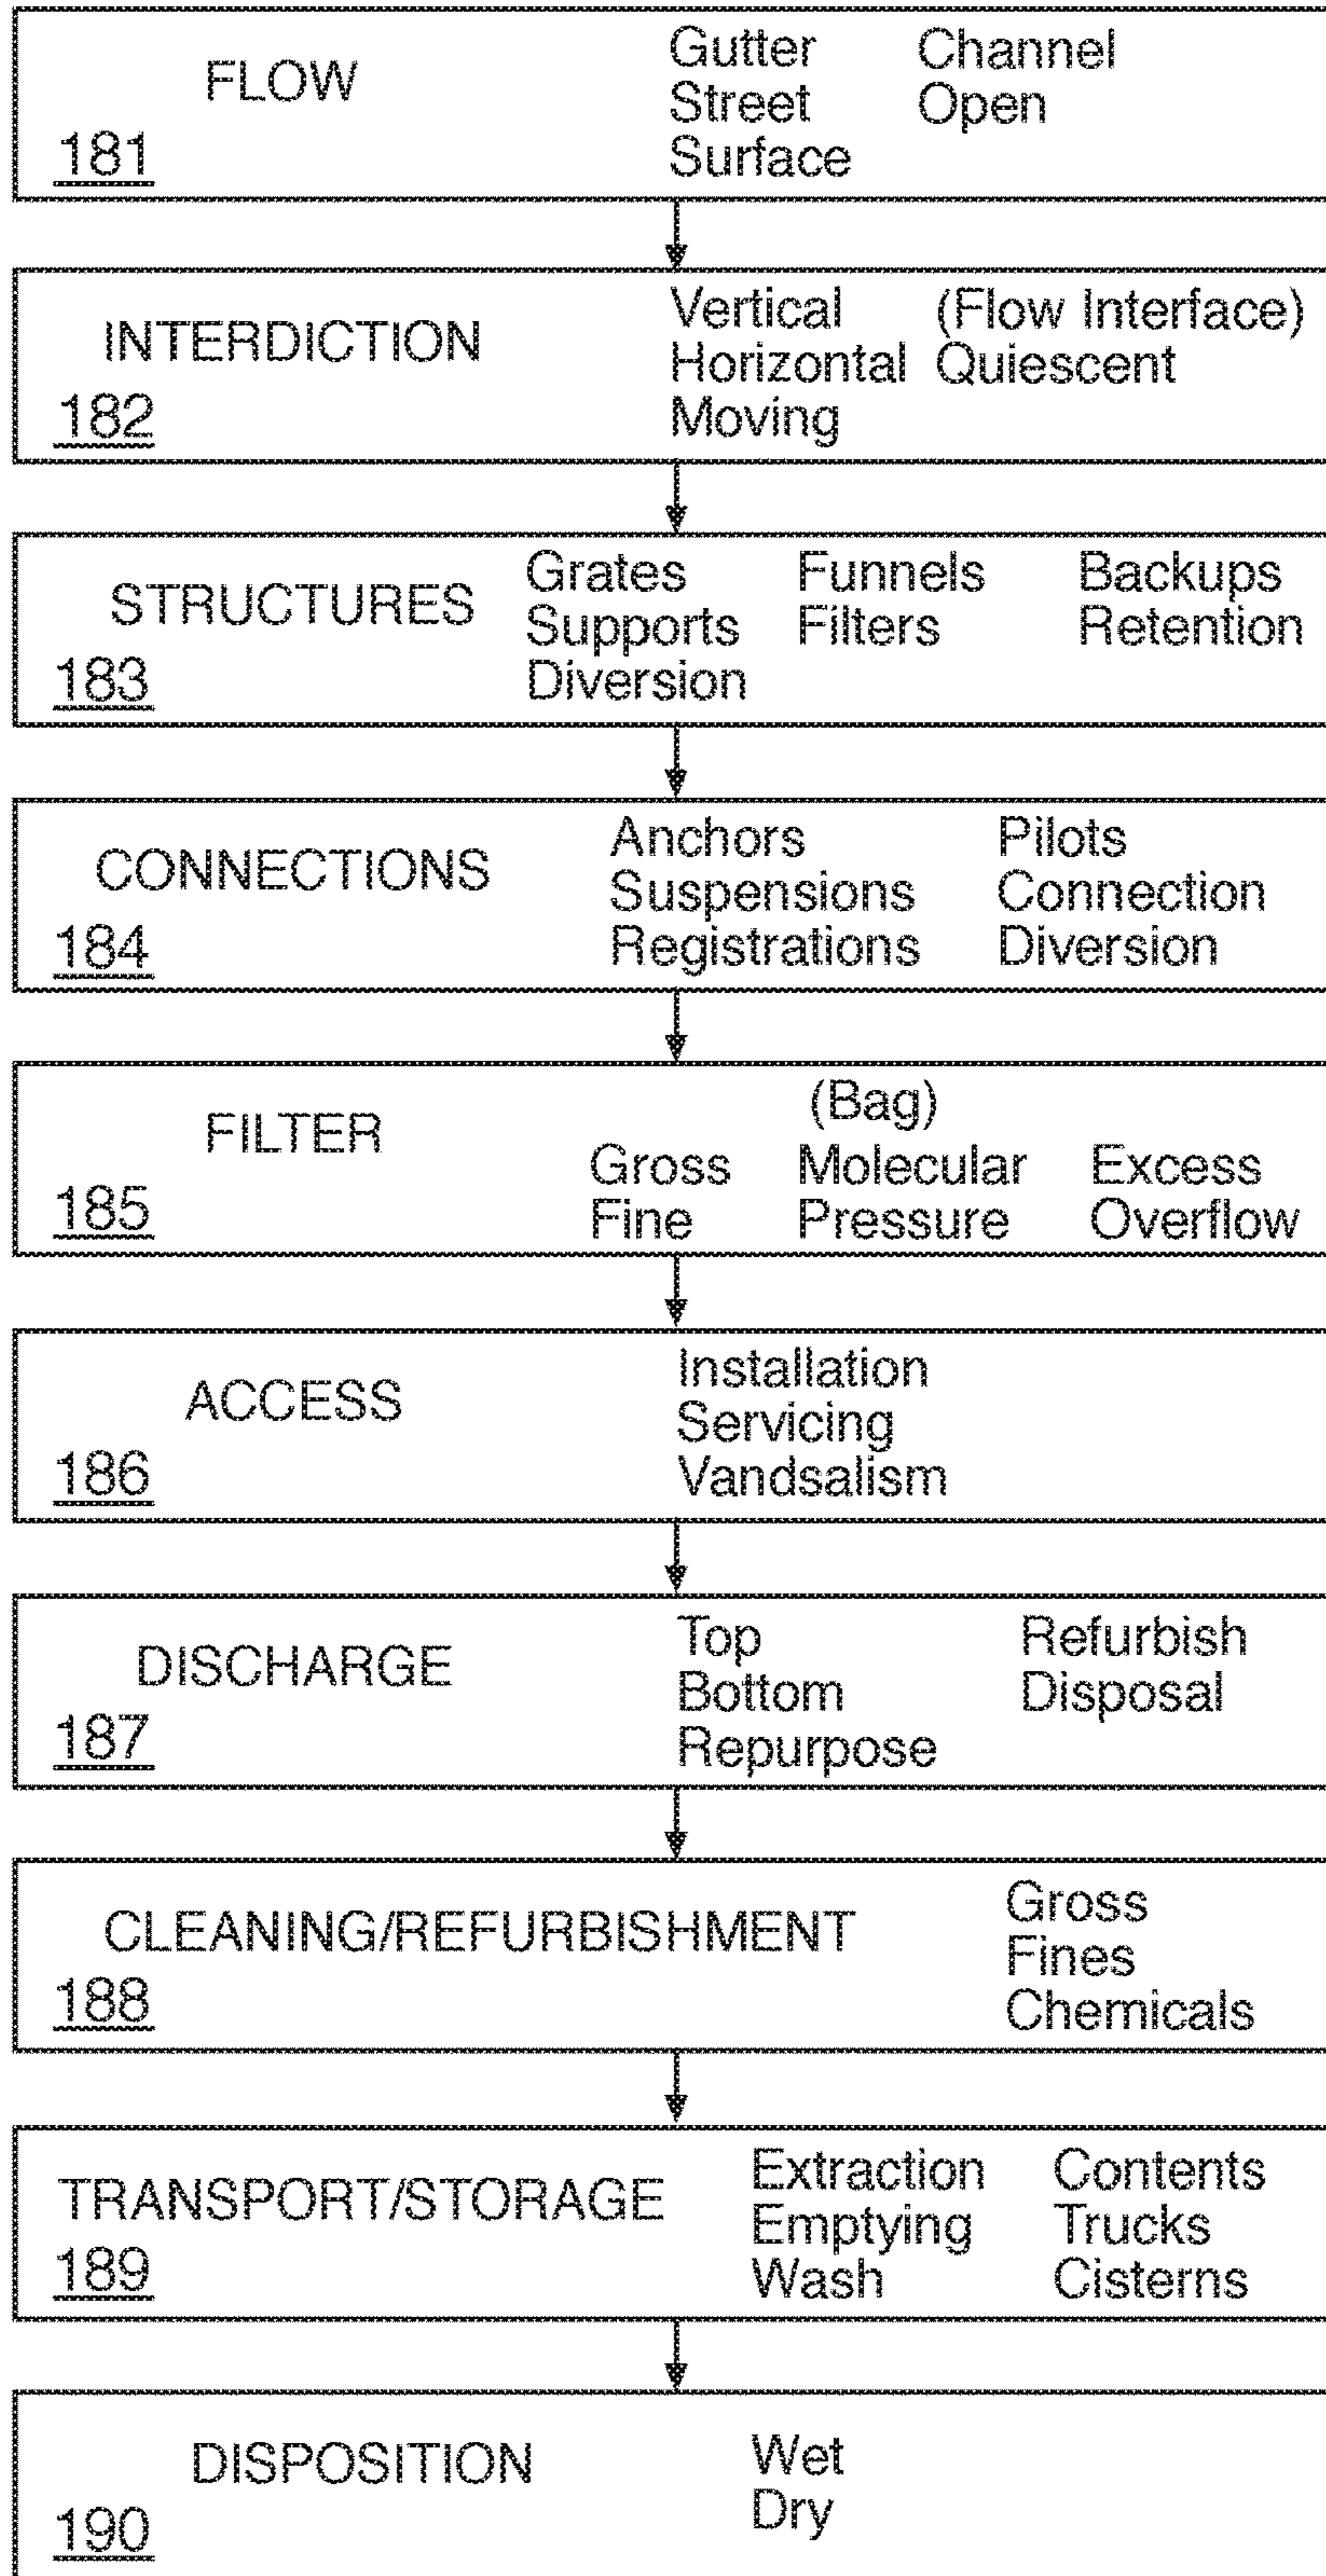 FLOW
181
Gutter Channel
Street Open
Surface
INTERDICTION
182
Vertical (Flow Interface)
Horizontal Quiescent
Moving
STRUCTURES
183
Grates Funnels Backups
Supports Filters Retention
Diversion
CONNECTIONS
184
Anchors Pilots
Suspensions Connection
Registrations Diversion
FILTER
185
(Bag)
Gross Molecular Excess
Fine Pressure Overflow
ACCESS
186
Installation
Servicing
Vandsalism
DISCHARGE
187
Top Refurbish
Bottom Disposal
Repurpose
CLEANING/REFURBISHMENT
188
Gross
Fines
Chemicals
TRANSPORT/STORAGE
189
Extraction Contents
Emptying Trucks
Wash Cisterns
DISPOSITION
190
Wet
Dry